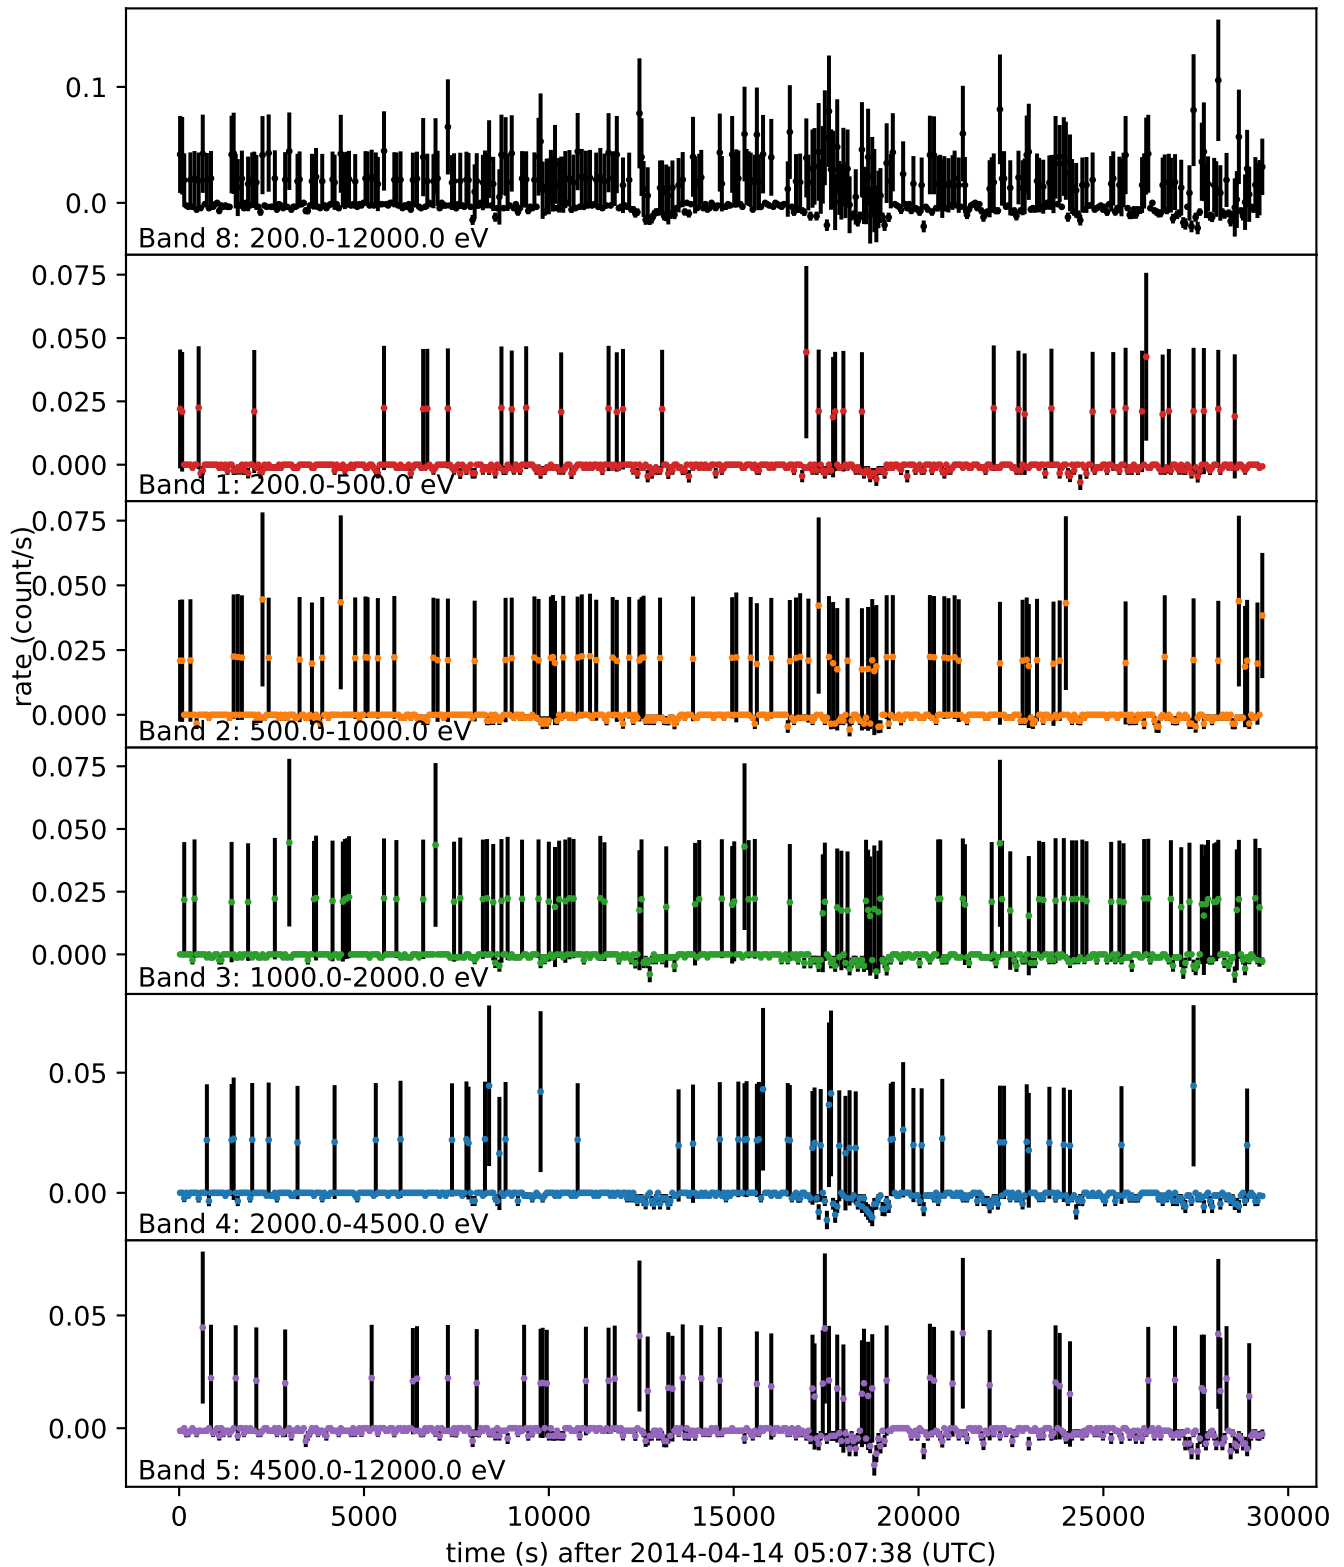 0.1
0.0
Band 8: 200.0-12000.0 eV
0.075
0.050
0.025
0.000
Band 1: 200.0-500.0 eV
0.075
0.050
0.025
0.000
Band 2: 500.0-1000.0 eV
rate (count/s)
0.075
0.050
0.025
0.000
Band 3: 1000.0-2000.0 eV
0.05
0.00
Band 4: 2000.0-4500.0 eV
0.05
0.00
Band 5: 4500.0-12000.0 eV
0 5000 10000 15000 20000 25000 30000
time (s) after 2014-04-14 05:07:38 (UTC)